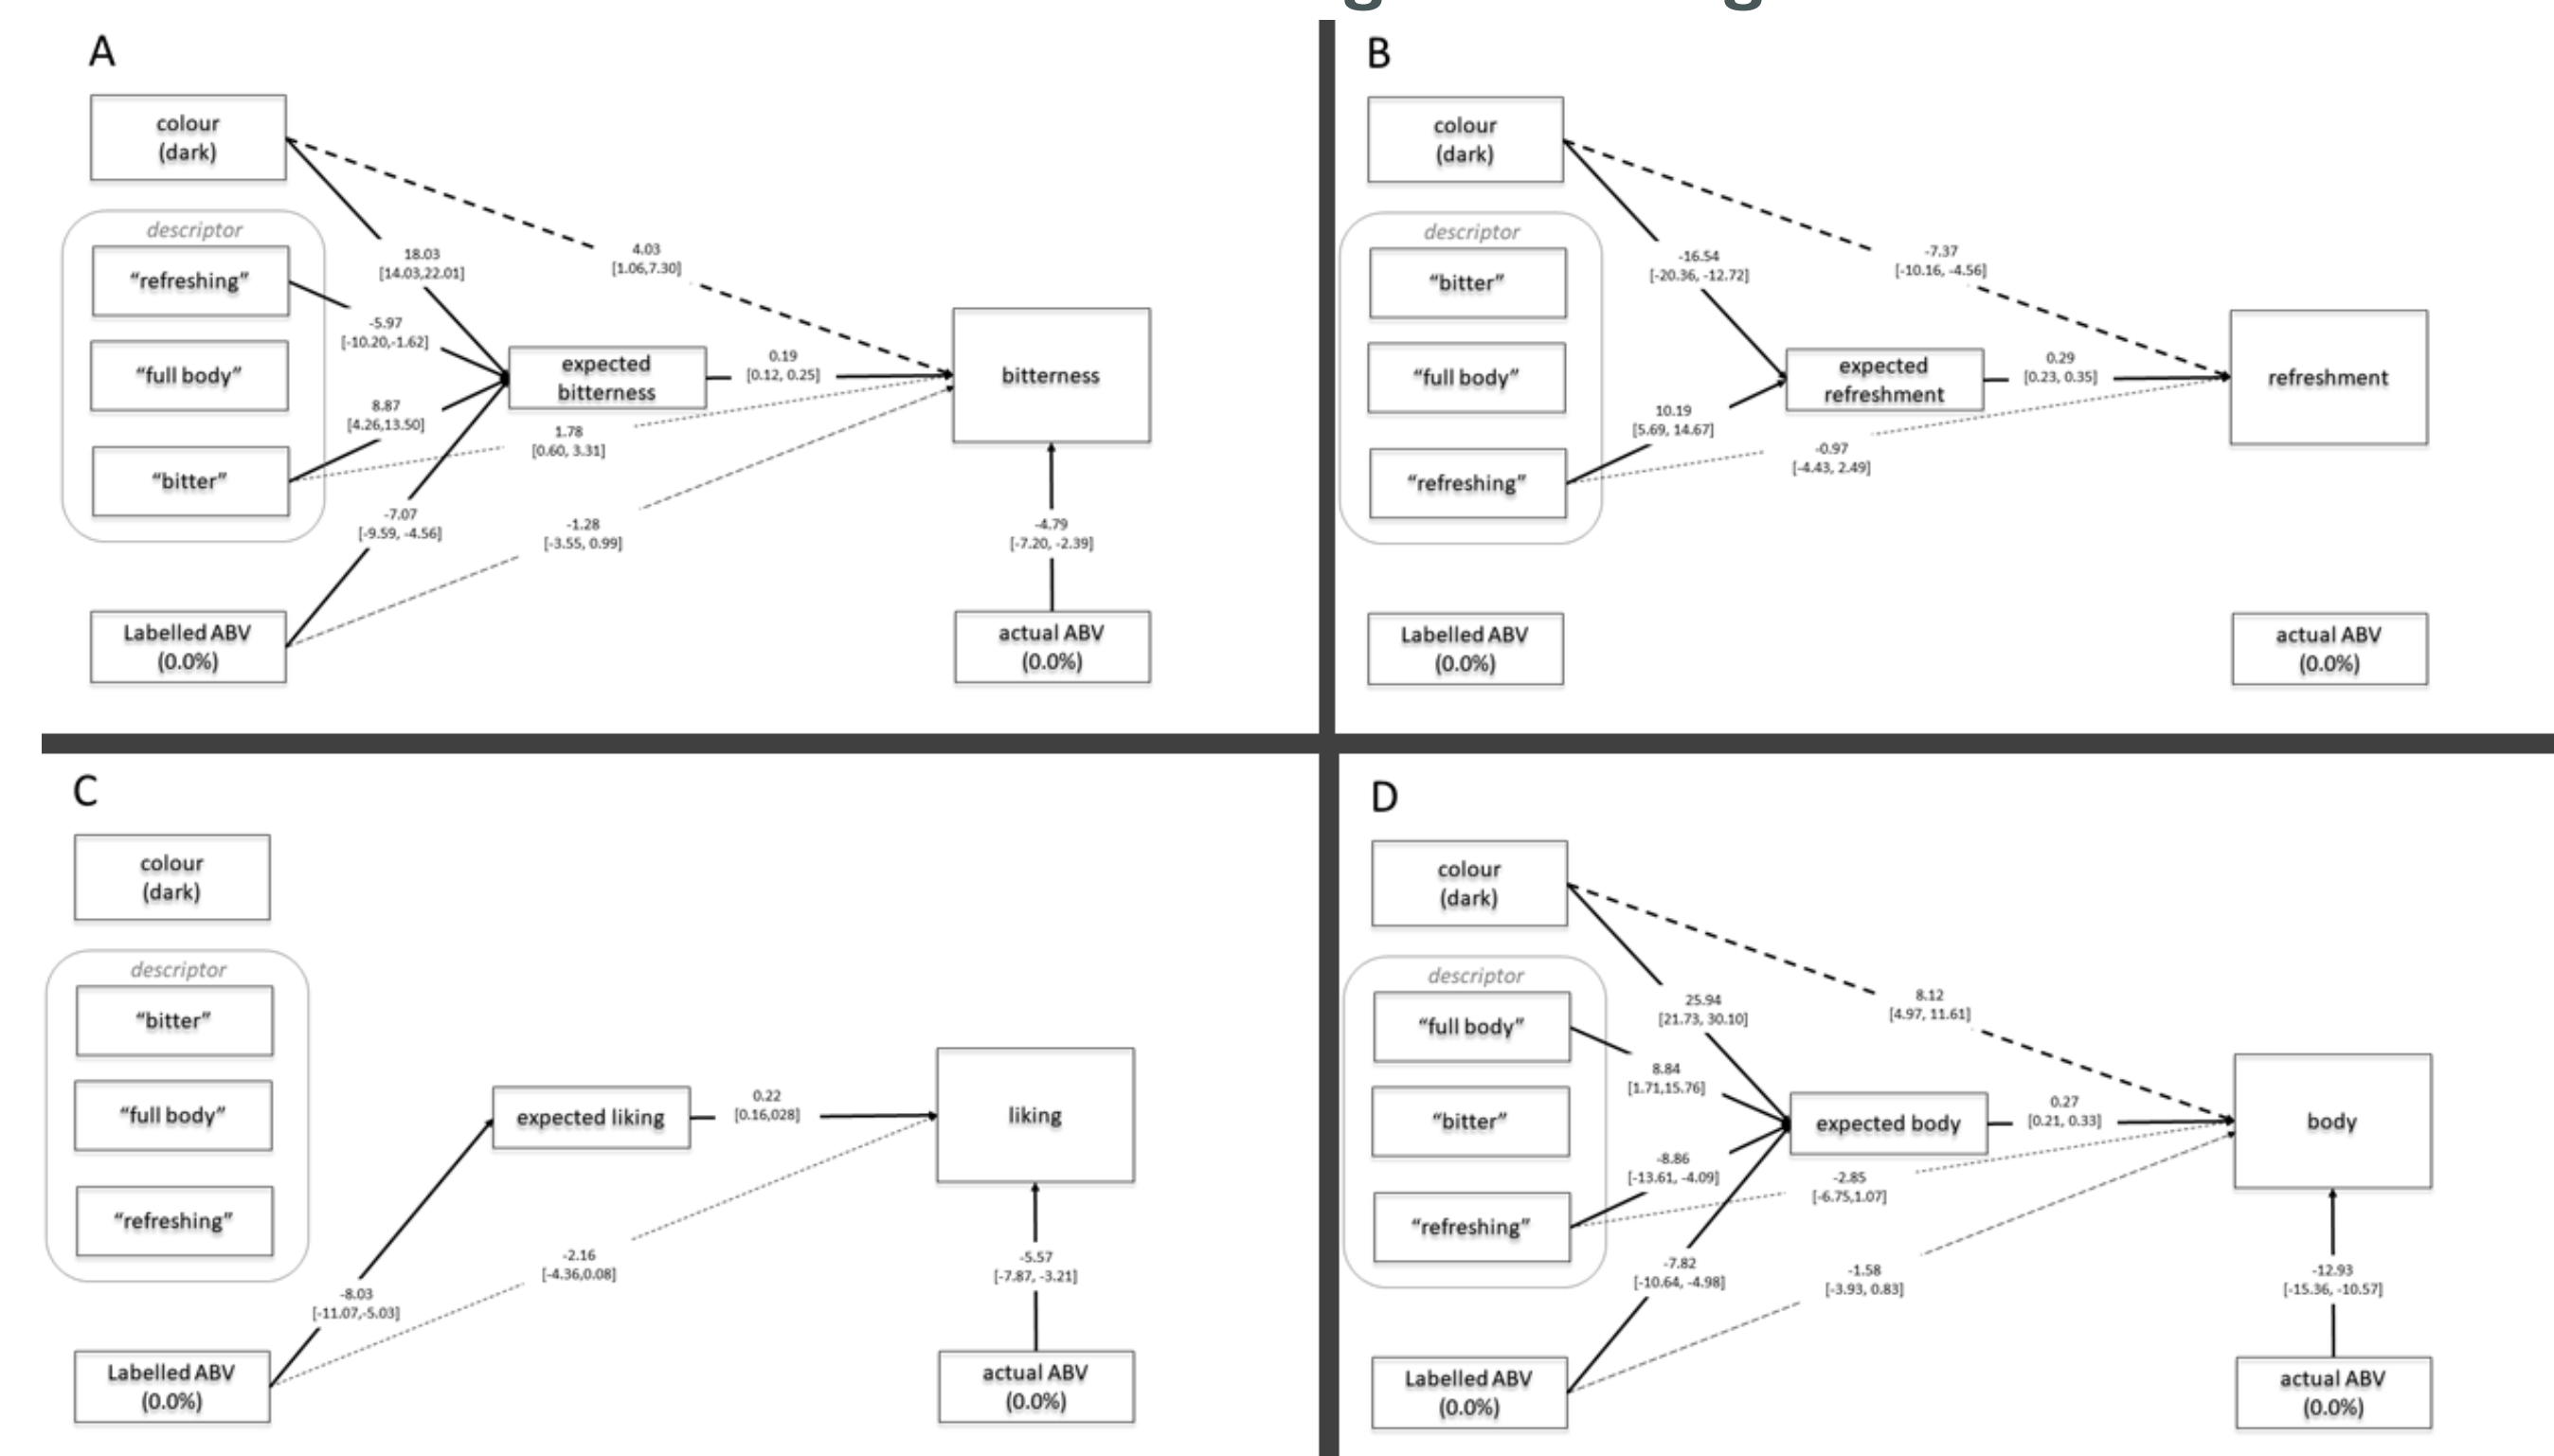 A
colour
(dark)
descriptor
“refreshing”
“full body”
“bitter”
Labelled ABV
(0.0%)
18.03
[14.03,22.01]
-5.97
[-10.20,-1.62]
8.87
[4.26,13.50]
-7.07
[-9.59, -4.56]
4.03
[1.06,7.30]
expected
bitterness
0.19
[0.12, 0.25]
1.78
[0.60, 3.31]
-1.28
[-3.55, 0.99]
bitterness
-4.79
[-7.20, -2.39]
actual ABV
(0.0%)
B
colour
(dark)
descriptor
“bitter”
“full body”
“refreshing”
Labelled ABV
(0.0%)
-16.54
[-20.36, -12.72]
10.19
[5.69, 14.67]
-7.37
[-10.16, -4.56]
expected
refreshment
0.29
[0.23, 0.35]
-0.97
[-4.43, 2.49]
refreshment
actual ABV
(0.0%)
C
colour
(dark)
descriptor
“bitter”
“full body”
“refreshing”
Labelled ABV
(0.0%)
-8.03
[-11.07,-5.03]
expected liking
0.22
[0.16,028]
-2.16
[-4.36,0.08]
liking
-5.57
[-7.87, -3.21]
actual ABV
(0.0%)
D
colour
(dark)
descriptor
“full body”
“bitter”
“refreshing”
Labelled ABV
(0.0%)
25.94
[21.73, 30.10]
8.84
[1.71,15.76]
-8.86
[-13.61, -4.09]
-7.82
[-10.64, -4.98]
8.12
[4.97, 11.61]
expected body
0.27
[0.21, 0.33]
-2.85
[-6.75,1.07]
-1.58
[-3.93, 0.83]
body
-12.93
[-15.36, -10.57]
actual ABV
(0.0%)